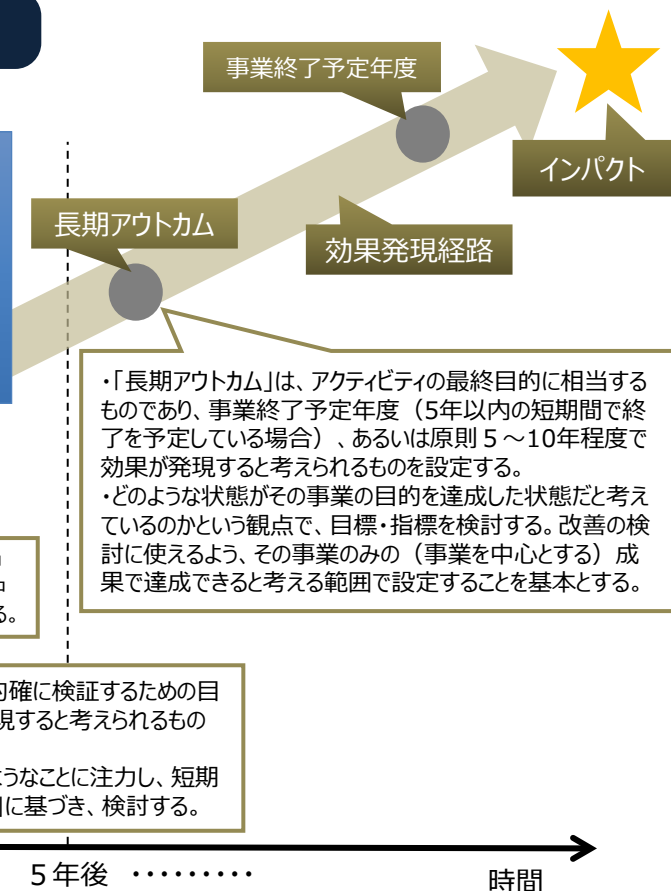 事業終了予定年度
インパクト
長期アウトカム
効果発現経路
・「長期アウトカム」は、アクティビティの最終目的に相当する
ものであり、事業終了予定年度（5年以内の短期間で終
了を予定している場合）、あるいは原則５～10年程度で
効果が発現すると考えられるものを設定する。
・どのような状態がその事業の目的を達成した状態だと考え
ているのかという観点で、目標・指標を検討する。改善の検
討に使えるよう、その事業のみの（事業を中心とする）成
果で達成できると考える範囲で設定することを基本とする。
る。
確に検証するための目
現すると考えられるもの
うなことに注力し、短期
に基づき、検討する。
５年後 ・・・・・・・・・
時間